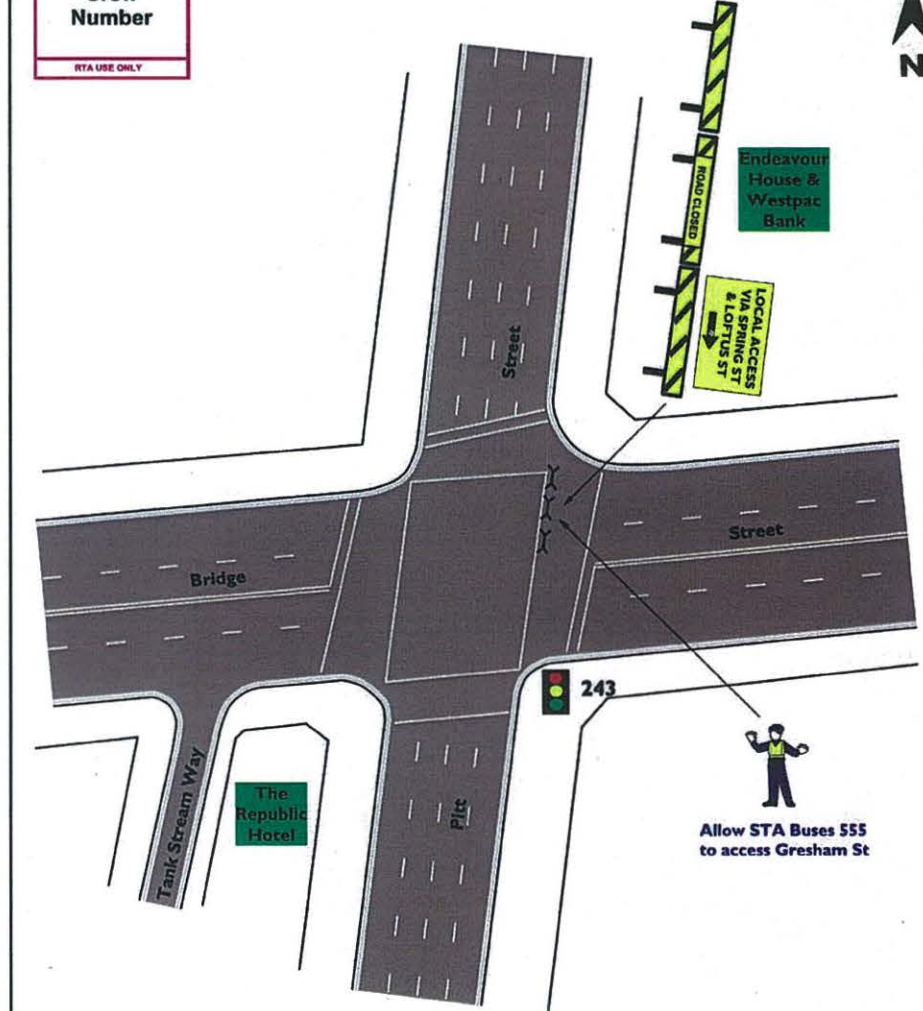 Number
RTA USE ONLY
N
Endeavour
House &
Westpac
Bank
ROAD CLOSED
LOCAL ACCESS
VIA SPRING ST
& LOFTUS ST
Street
Street
Bridge
243
Tank Stream Way
The
Republic
Hotel
Pitt
Allow STA Buses 555
to access Gresham St